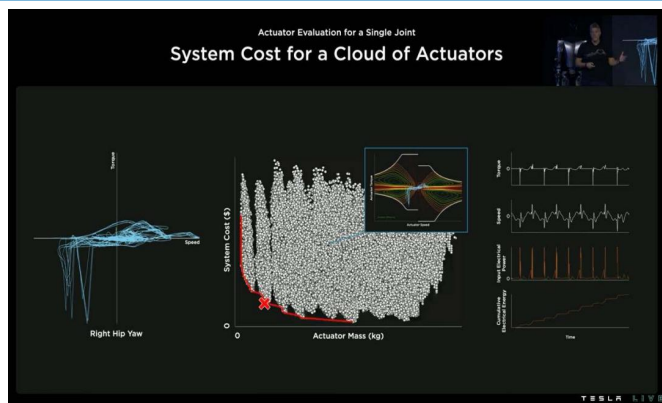 Actuator Evaluation for a Single Joint
System Cost for a Cloud of Actuators
Torque
Speed
Right Hip Yaw
System Cost ($)
0
0
Actuator Mass (kg)
Actuator Torque
Actuator Speed
Torque
0
Speed
0
Input Electrical
Power
0
Cumulative
Electrical Energy
0
Time
TESLA LIVE